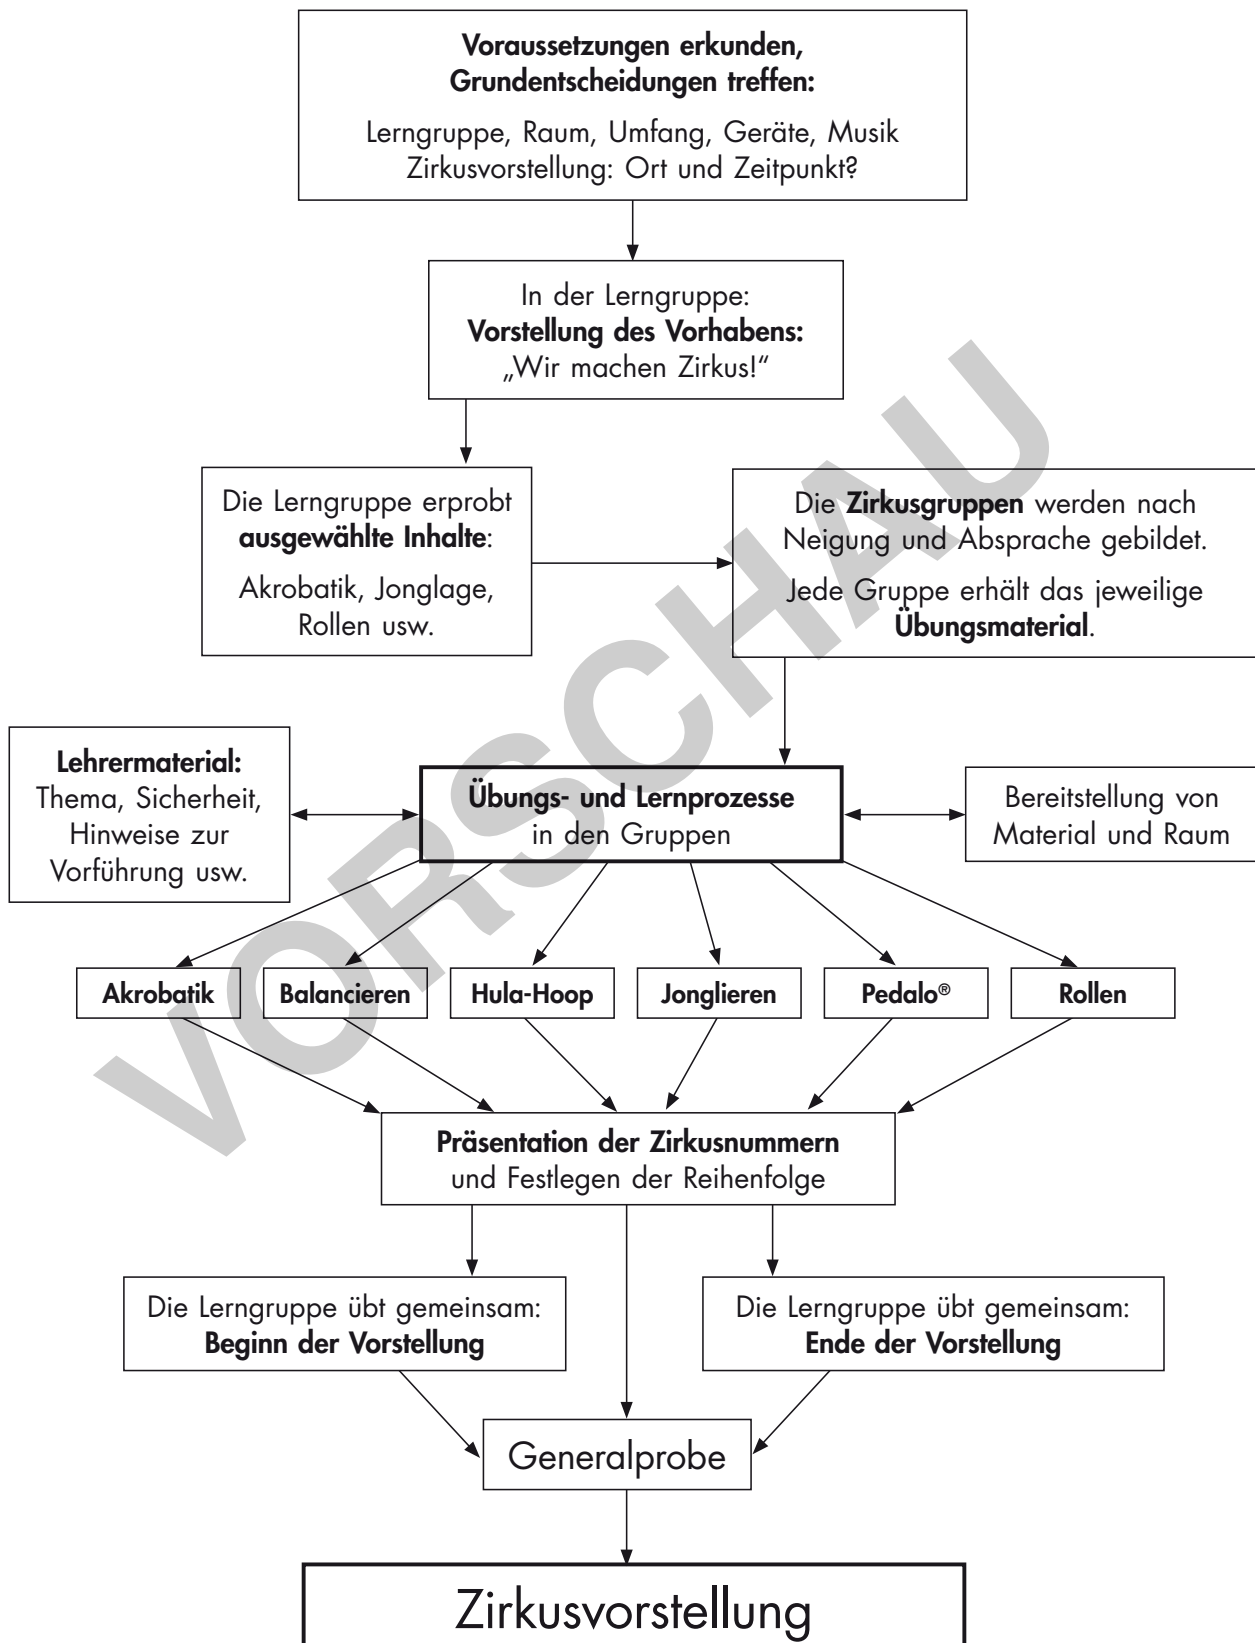 Voraussetzungen erkunden,
Grundentscheidungen treffen:
Lerngruppe, Raum, Umfang, Geräte, Musik
Zirkusvorstellung: Ort und Zeitpunkt?
In der Lerngruppe:
Vorstellung des Vorhabens:
„Wir machen Zirkus!“
Die Lerngruppe erprobt
ausgewählte Inhalte:
Akrobatik, Jonglage,
Rollen usw.
Die Zirkusgruppen werden nach
Neigung und Absprache gebildet.
Jede Gruppe erhält das jeweilige
Übungsmaterial.
Lehrermaterial:
Thema, Sicherheit,
Hinweise zur
Vorführung usw.
Übungs- und Lernprozesse
in den Gruppen
Bereitstellung von
Material und Raum
Akrobatik
Balancieren
Hula-Hoop
Jonglieren
Pedalo®
Rollen
Präsentation der Zirkusnummern
und Festlegen der Reihenfolge
Die Lerngruppe übt gemeinsam:
Beginn der Vorstellung
Die Lerngruppe übt gemeinsam:
Ende der Vorstellung
Generalprobe
Zirkusvorstellung
VORSCHAU